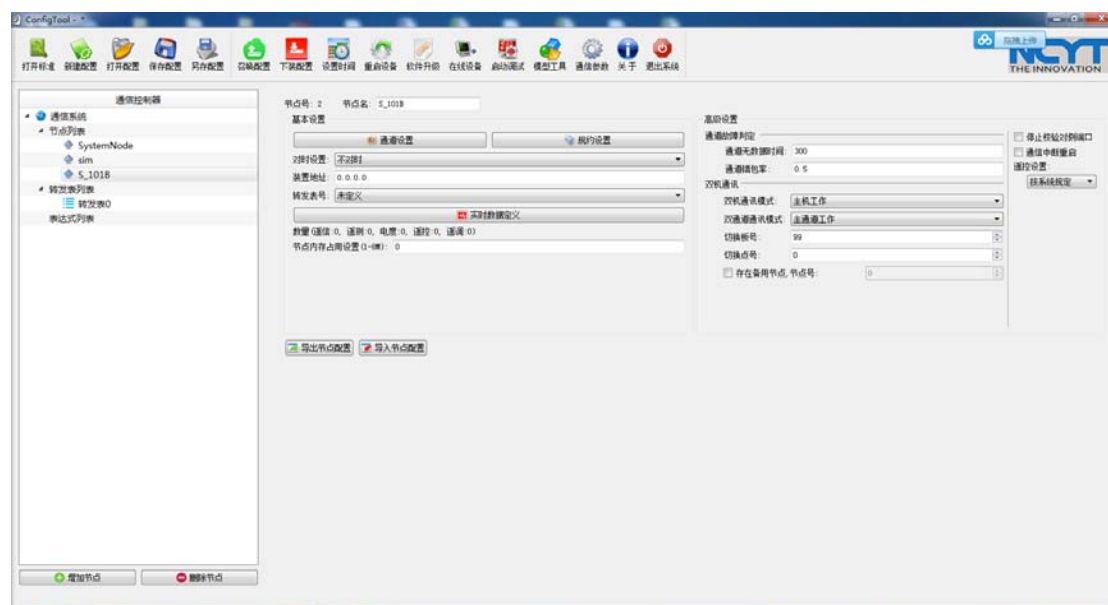 ConfigTool - *
打开标准 新建配置 打开配置 保存配置 另存配置 召唤配置 下装配置 设置时间 重启设备 软件升级 在线设备 启动调试 模型工具 通信参数 关于 退出系统
拖拽上传
NCYT
THE INNOVATION
通信控制器
通信系统
节点列表
SystemNode
sim
S_101B
转发表列表
转发表0
表达式列表
增加节点 删除节点
节点号: 2 节点名: S_101B
基本设置
通道设置 规约设置
对时设置: 不对时
装置地址: 0.0.0.0
转发表号: 未定义
实时数据定义
数量(遥信:0, 遥测:0, 电度:0, 遥控:0, 遥调:0)
节点内存占用设置(1-6M): 0
导出节点配置 导入节点配置
高级设置
通道故障判定
通道无数据时间: 300
通道错包率: 0.5
双机通讯
双机通讯模式: 主机工作
双通道通讯模式: 主通道工作
切换板号: 99
切换点号: 0
存在备用节点,节点号: 0
停止校验对侧端口
通信中断重启
遥控设置:
按系统规定